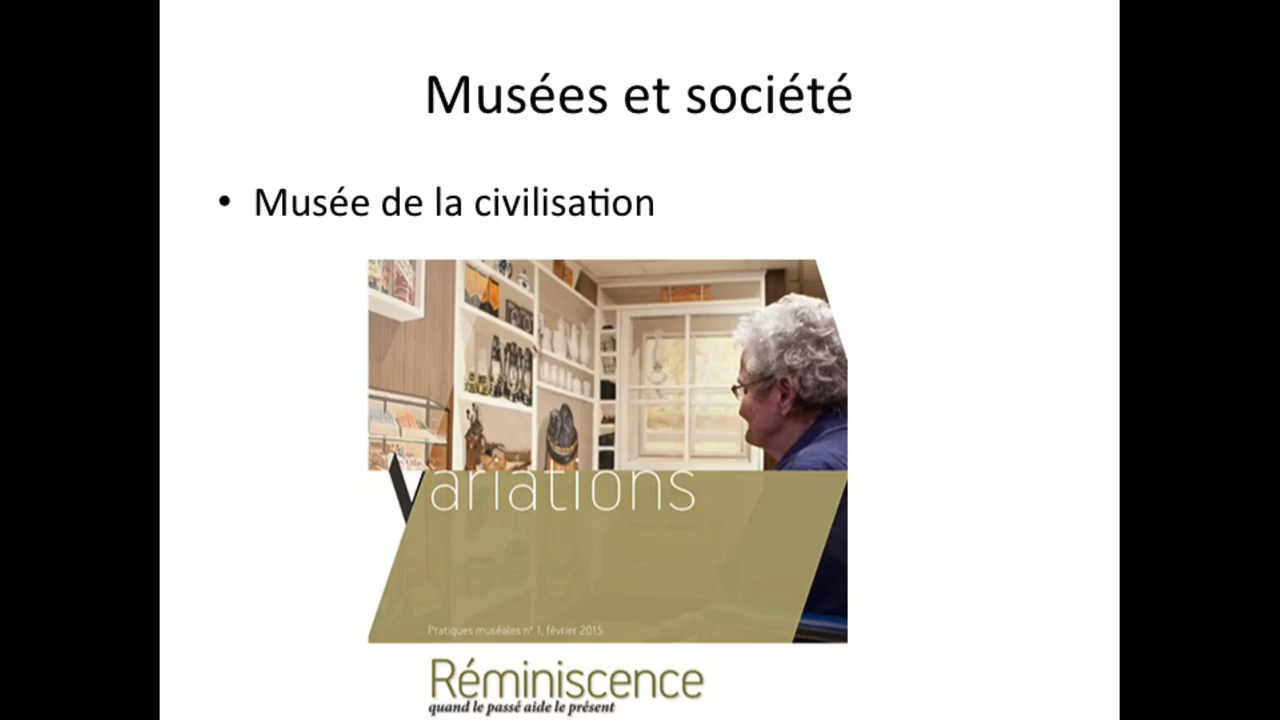 Musées et société
• Musée de la civilisation
Variations
Pratiques muséales n° 1, février 2015
Réminiscence
quand le passé aide le présent